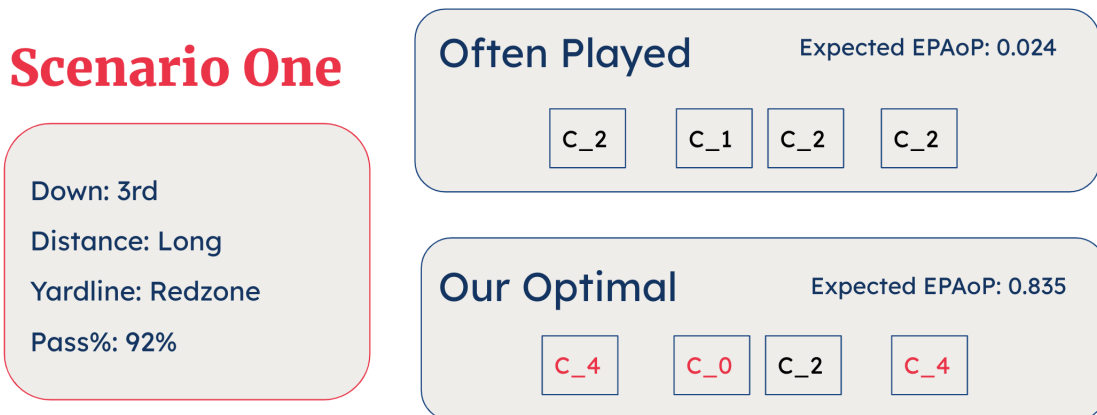 Scenario One
Down: 3rd
Distance: Long
Yardline: Redzone
Pass%: 92%
Often Played
Expected EPAoP: 0.024
C_2 C_1 C_2 C_2
Our Optimal
Expected EPAoP: 0.835
C_4 C_0 C_2 C_4